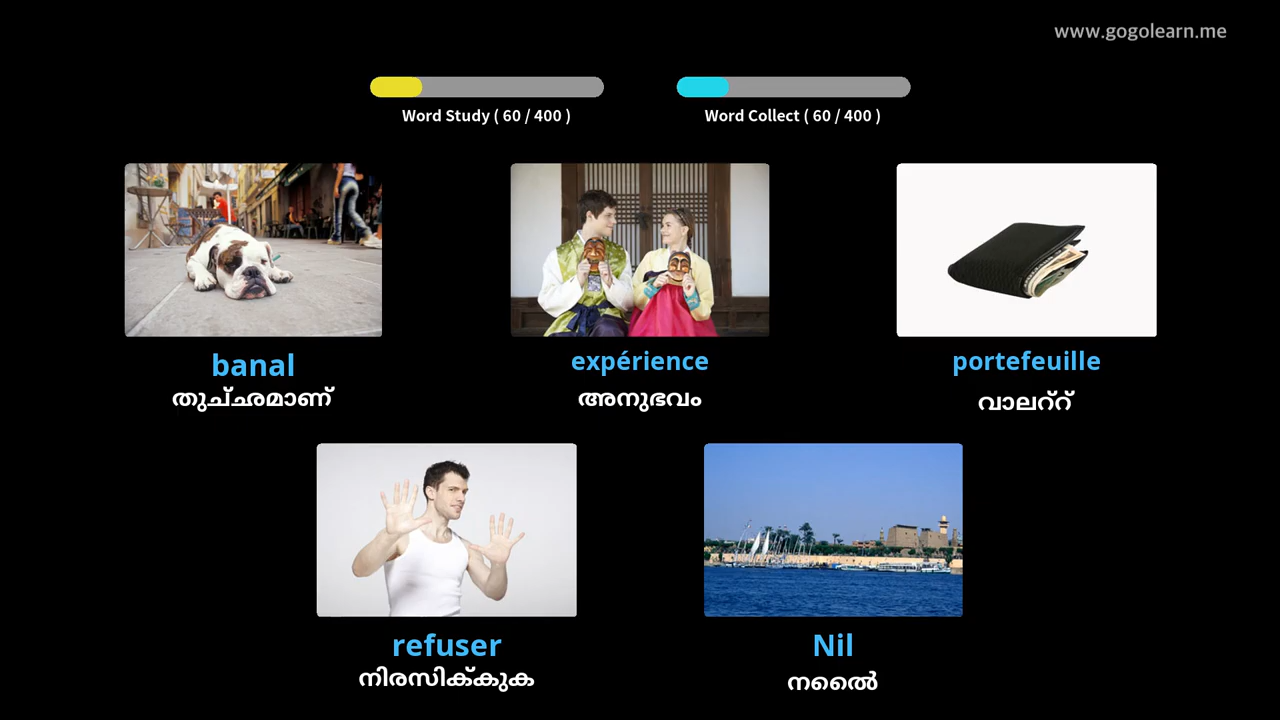 www.gogolearn.me
Word Study ( 60 / 400 )
Word Collect ( 60 / 400 )
banal
തുച്ഛമാണ്
expérience
അനുഭവം
portefeuille
വാലറ്റ്
refuser
നിരസിക്കുക
Nil
നൈൽ